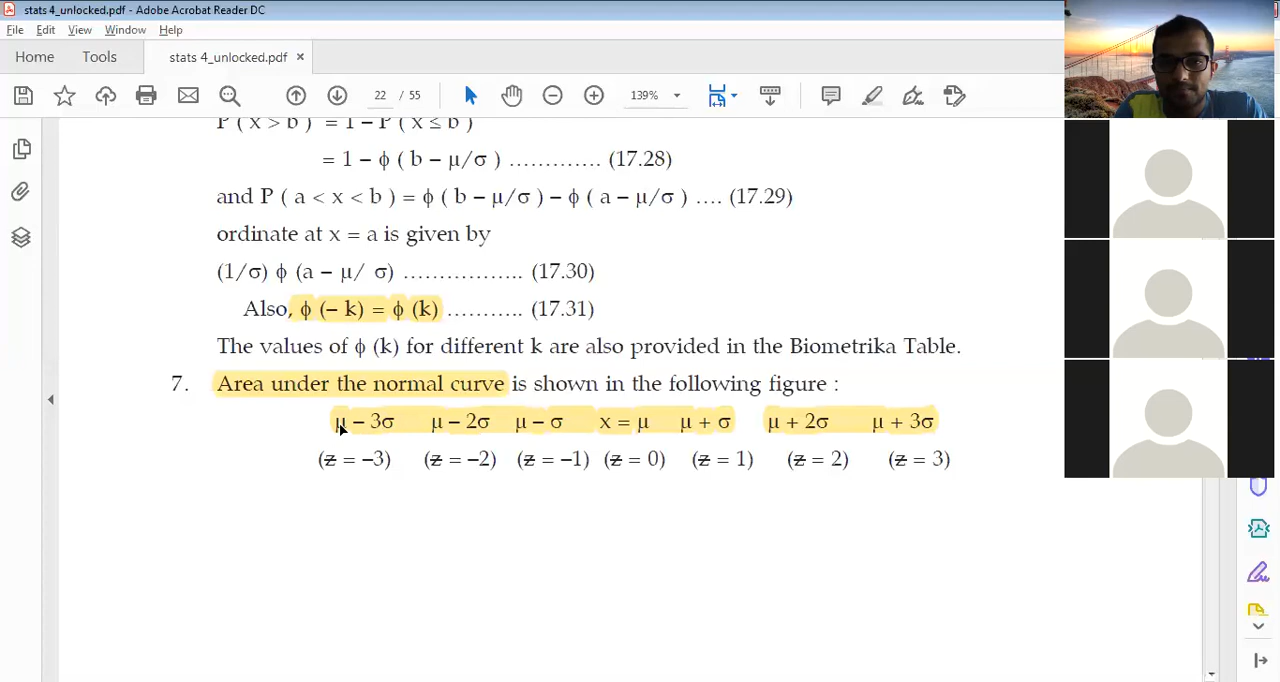 stats 4_unlocked.pdf - Adobe Acrobat Reader DC
File Edit View Window Help
Home Tools stats 4_unlocked.pdf ×
22 / 55 139%
P ( x > b ) = 1 – P ( x ≤ b )
= 1 – ϕ ( b – µ/σ ) ............. (17.28)
and P ( a < x < b ) = ϕ ( b – µ/σ ) – ϕ ( a – µ/σ ) .... (17.29)
ordinate at x = a is given by
(1/σ) ϕ (a – µ/ σ) ................. (17.30)
Also, ϕ (– k) = ϕ (k) ........... (17.31)
The values of ϕ (k) for different k are also provided in the Biometrika Table.
7. Area under the normal curve is shown in the following figure :
µ – 3σ µ – 2σ µ – σ x = µ µ + σ µ + 2σ µ + 3σ
(z = –3) (z = –2) (z = –1) (z = 0) (z = 1) (z = 2) (z = 3)